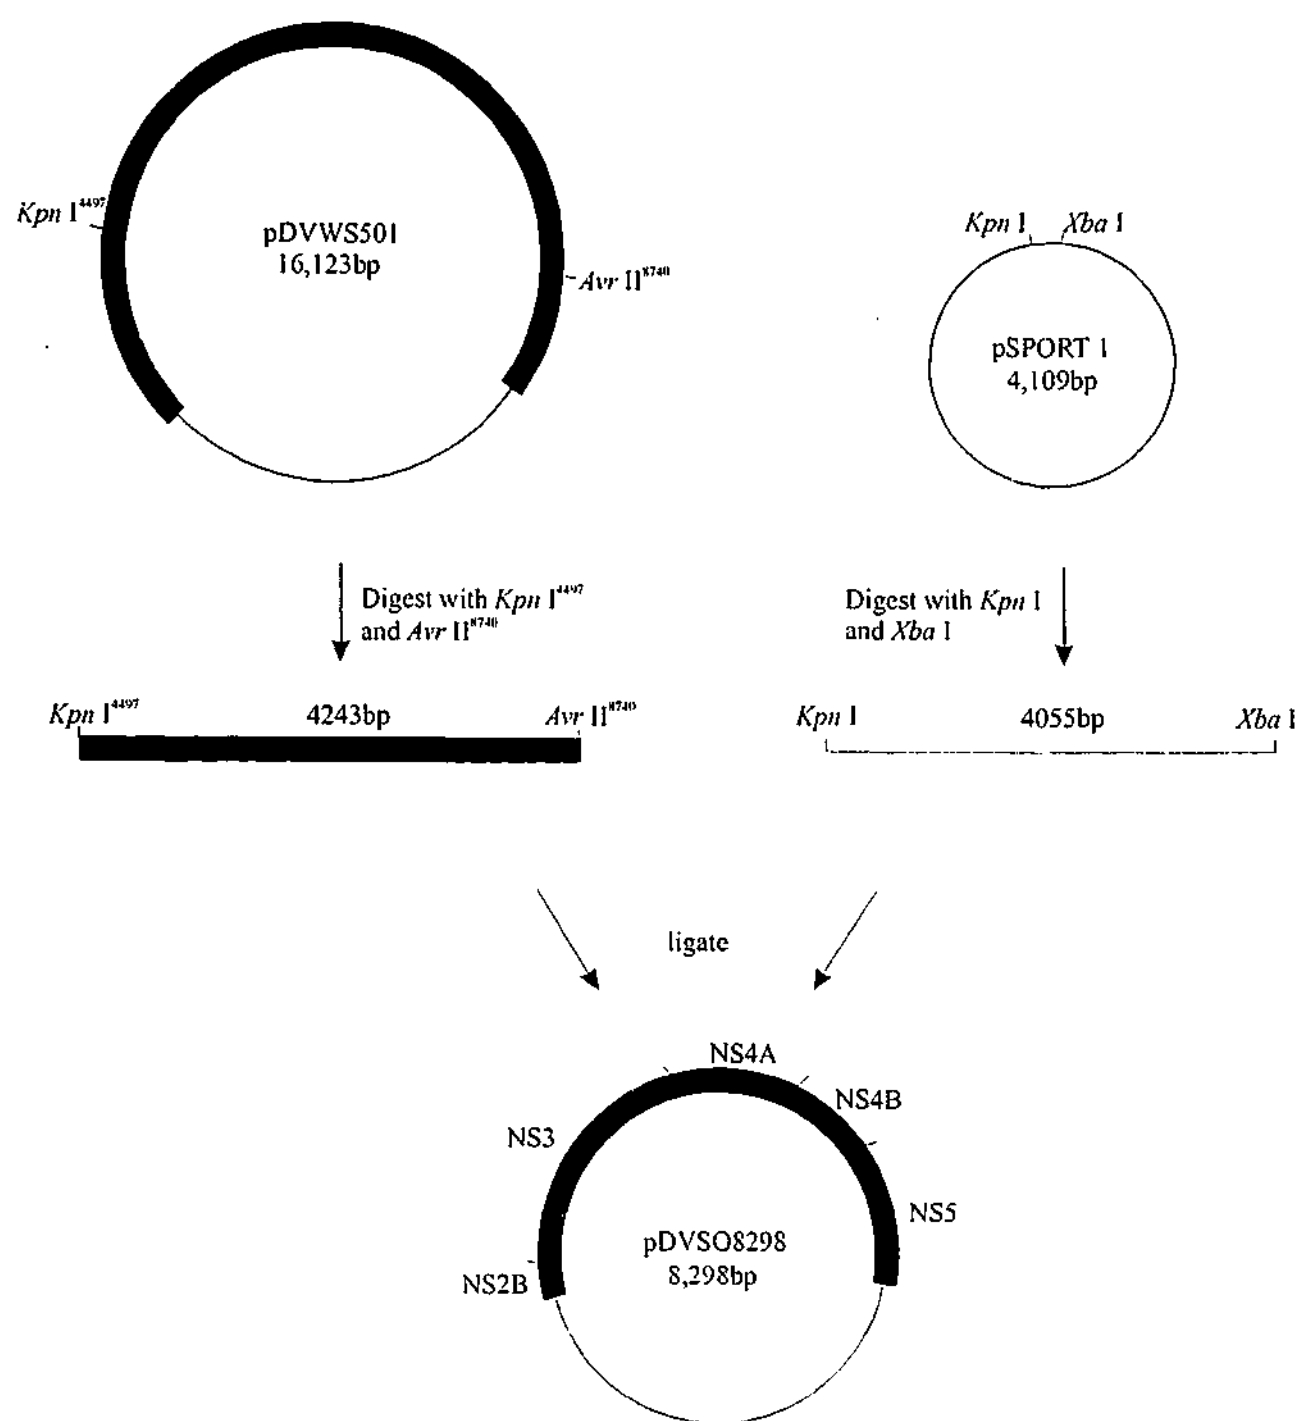 Kpn I⁴⁴⁹⁷
pDVWS501
16,123bp
Avr II⁸⁷⁴⁰
Kpn I
Xba I
pSPORT 1
4,109bp
Digest with Kpn I⁴⁴⁹⁷
and Avr II⁸⁷⁴⁰
Digest with Kpn I
and Xba I
Kpn I⁴⁴⁹⁷
4243bp
Avr II⁸⁷⁴⁰
Kpn I
4055bp
Xba I
ligate
NS4A
NS4B
NS3
NS5
pDVSO8298
8,298bp
NS2B